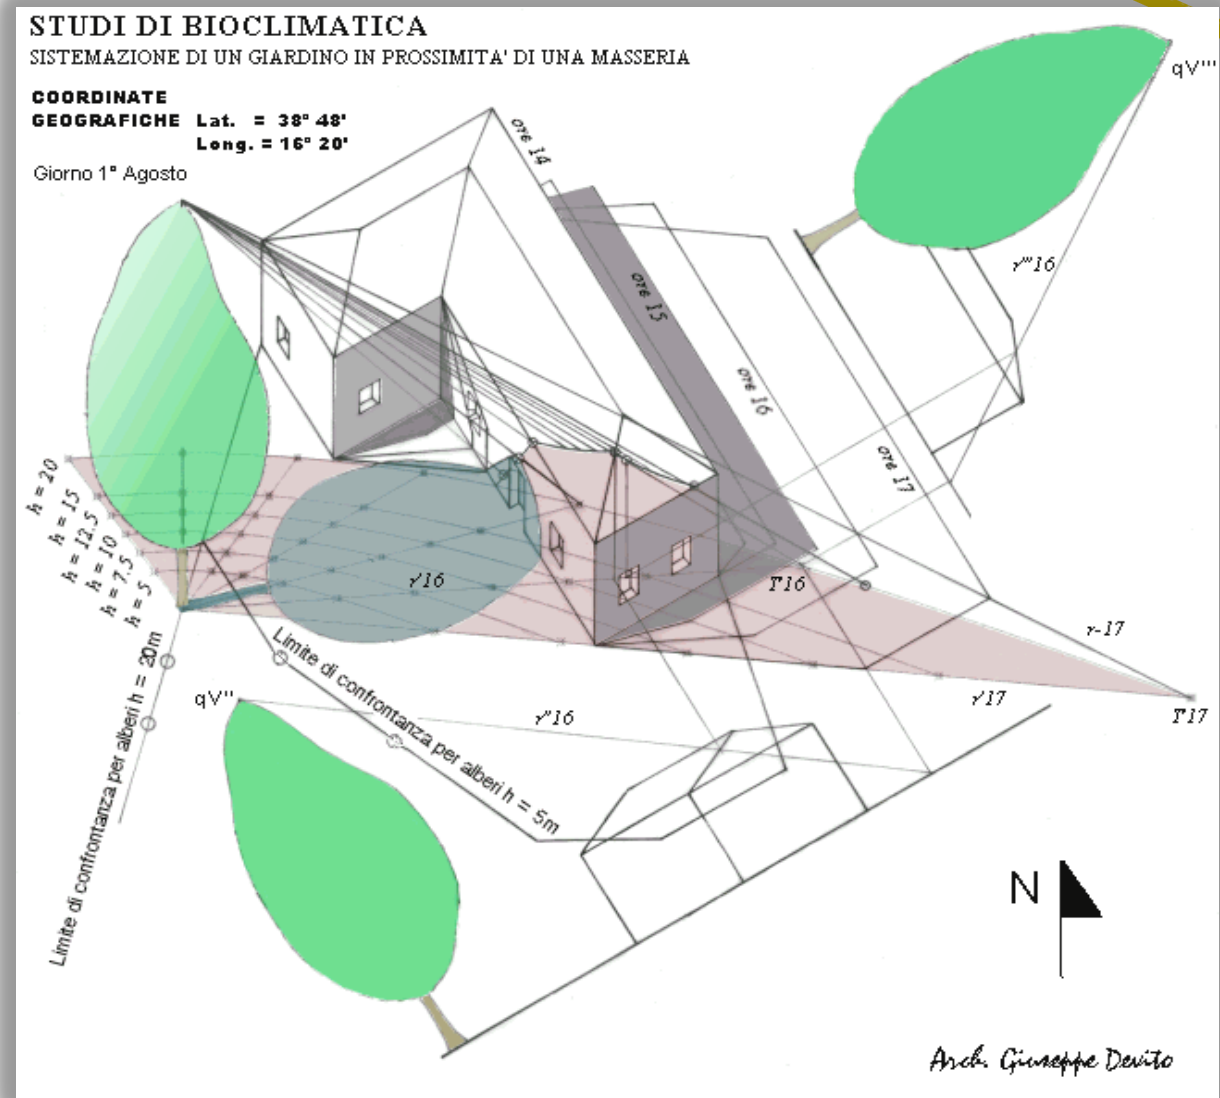 STUDI DI BIOCLIMATICA
SISTEMAZIONE DI UN GIARDINO IN PROSSIMITA' DI UNA MASSERIA
COORDINATE
GEOGRAFICHE Lat. = 38° 48'
Long. = 16° 20'
Giorno 1° Agosto
qV'''
ore 14
r'''16
ore 15
ore 16
ore 17
h = 20
h = 15
h = 12.5
h = 10
h = 7.5
h = 5
r'16
T'16
r-17
r'17
T'17
Limite di confrontanza per alberi h = 20m
Limite di confrontanza per alberi h = 5m
qV''
r''16
N
Arch. Giuseppe Devito